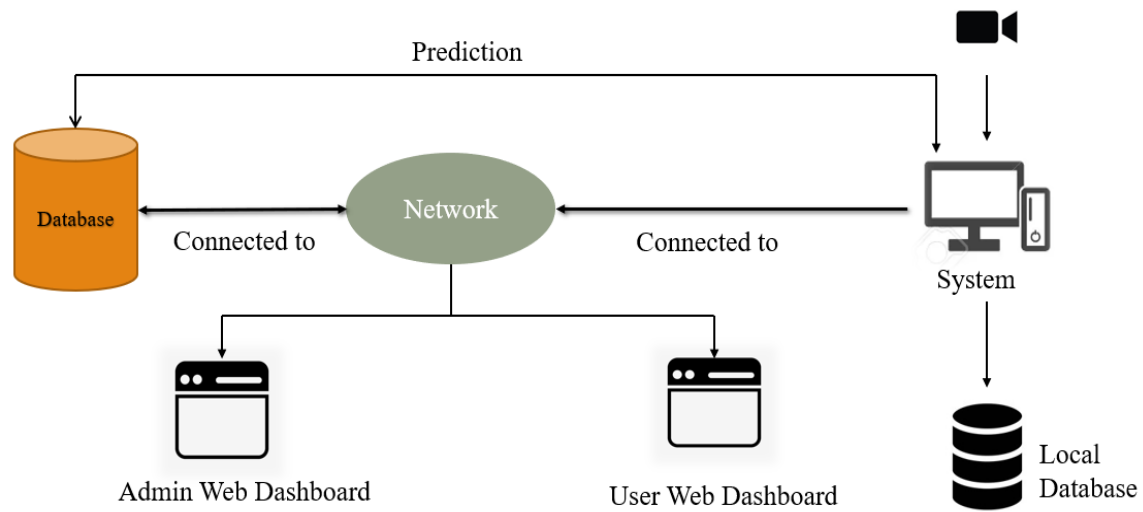 Prediction
Database
Network
Connected to
Connected to
System
Admin Web Dashboard
User Web Dashboard
Local
Database